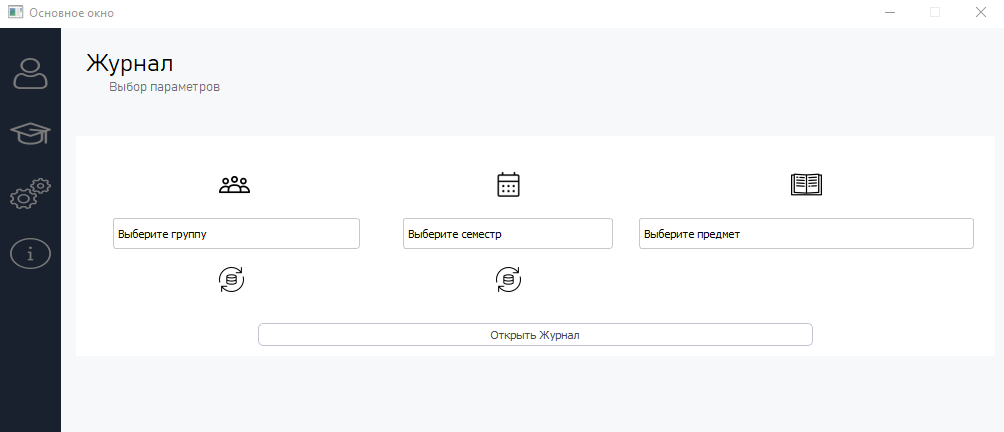 Основное окно
Журнал
Выбор параметров
Выберите группу
Выберите семестр
Выберите предмет
Открыть Журнал